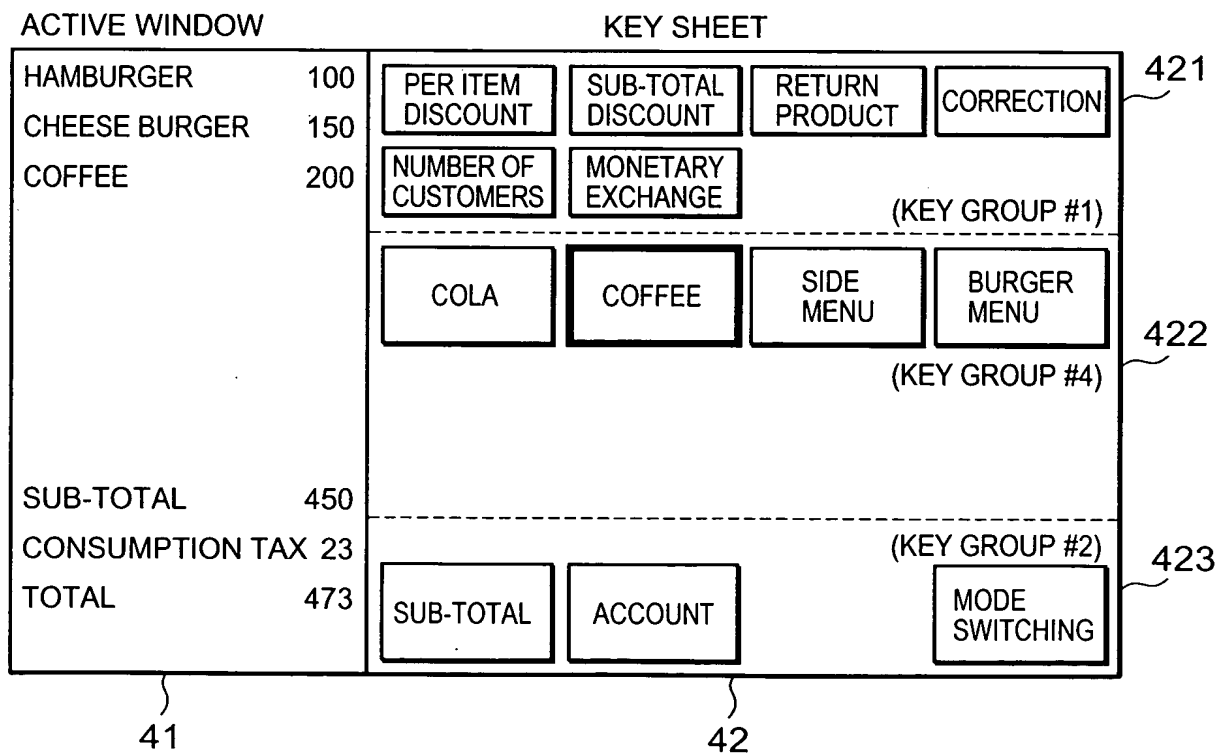 ACTIVE WINDOW
KEY SHEET
HAMBURGER 100
CHEESE BURGER 150
COFFEE 200
SUB-TOTAL 450
CONSUMPTION TAX 23
TOTAL 473
PER ITEM
DISCOUNT
SUB-TOTAL
DISCOUNT
RETURN
PRODUCT
CORRECTION
NUMBER OF
CUSTOMERS
MONETARY
EXCHANGE
(KEY GROUP #1)
421
COLA
COFFEE
SIDE
MENU
BURGER
MENU
(KEY GROUP #4)
422
(KEY GROUP #2)
SUB-TOTAL
ACCOUNT
MODE
SWITCHING
423
41
42